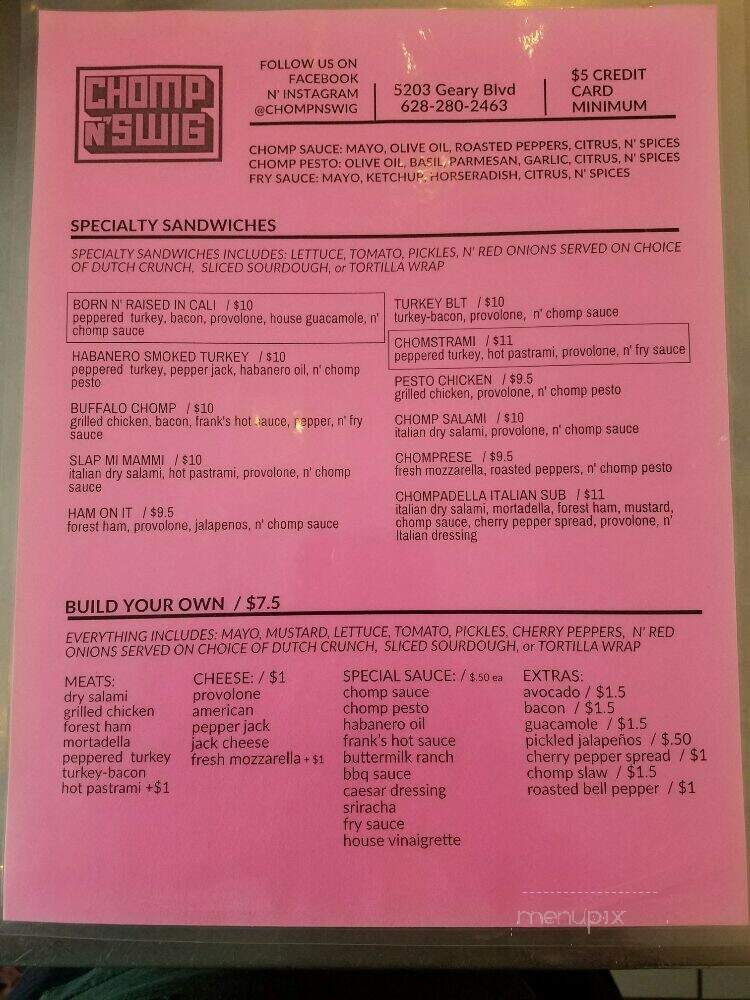 CHOMP
N' SWIG
FOLLOW US ON
FACEBOOK
N' INSTAGRAM
@CHOMPNSWIG
5203 Geary Blvd
628-280-2463
$5 CREDIT
CARD
MINIMUM
CHOMP SAUCE: MAYO, OLIVE OIL, ROASTED PEPPERS, CITRUS, N' SPICES
CHOMP PESTO: OLIVE OIL, BASIL, PARMESAN, GARLIC, CITRUS, N' SPICES
FRY SAUCE: MAYO, KETCHUP, HORSERADISH, CITRUS, N' SPICES
SPECIALTY SANDWICHES
SPECIALTY SANDWICHES INCLUDES: LETTUCE, TOMATO, PICKLES, N' RED ONIONS SERVED ON CHOICE
OF DUTCH CRUNCH, SLICED SOURDOUGH, or TORTILLA WRAP
BORN N' RAISED IN CALI / $10
peppered turkey, bacon, provolone, house guacamole, n'
chomp sauce
HABANERO SMOKED TURKEY / $10
peppered turkey, pepper jack, habanero oil, n' chomp
pesto
BUFFALO CHOMP / $10
grilled chicken, bacon, frank's hot sauce, pepper, n' fry
sauce
SLAP MI MAMMI / $10
italian dry salami, hot pastrami, provolone, n' chomp
sauce
HAM ON IT / $9.5
forest ham, provolone, jalapenos, n' chomp sauce
TURKEY BLT / $10
turkey-bacon, provolone, n' chomp sauce
CHOMSTRAMI / $11
peppered turkey, hot pastrami, provolone, n' fry sauce
PESTO CHICKEN / $9.5
grilled chicken, provolone, n' chomp pesto
CHOMP SALAMI / $10
italian dry salami, provolone, n' chomp sauce
CHOMPRESE / $9.5
fresh mozzarella, roasted peppers, n' chomp pesto
CHOMPADELLA ITALIAN SUB / $11
italian dry salami, mortadella, forest ham, mustard,
chomp sauce, cherry pepper spread, provolone, n'
Italian dressing
BUILD YOUR OWN / $7.5
EVERYTHING INCLUDES: MAYO, MUSTARD, LETTUCE, TOMATO, PICKLES, CHERRY PEPPERS, N' RED
ONIONS SERVED ON CHOICE OF DUTCH CRUNCH, SLICED SOURDOUGH, or TORTILLA WRAP
MEATS:
dry salami
grilled chicken
forest ham
mortadella
peppered turkey
turkey-bacon
hot pastrami +$1
CHEESE: / $1
provolone
american
pepper jack
jack cheese
fresh mozzarella + $1
SPECIAL SAUCE: / $.50 ea
chomp sauce
chomp pesto
habanero oil
frank's hot sauce
buttermilk ranch
bbq sauce
caesar dressing
sriracha
fry sauce
house vinaigrette
EXTRAS:
avocado / $1.5
bacon / $1.5
guacamole / $1.5
pickled jalapeños / $.50
cherry pepper spread / $1
chomp slaw / $1.5
roasted bell pepper / $1
menupix